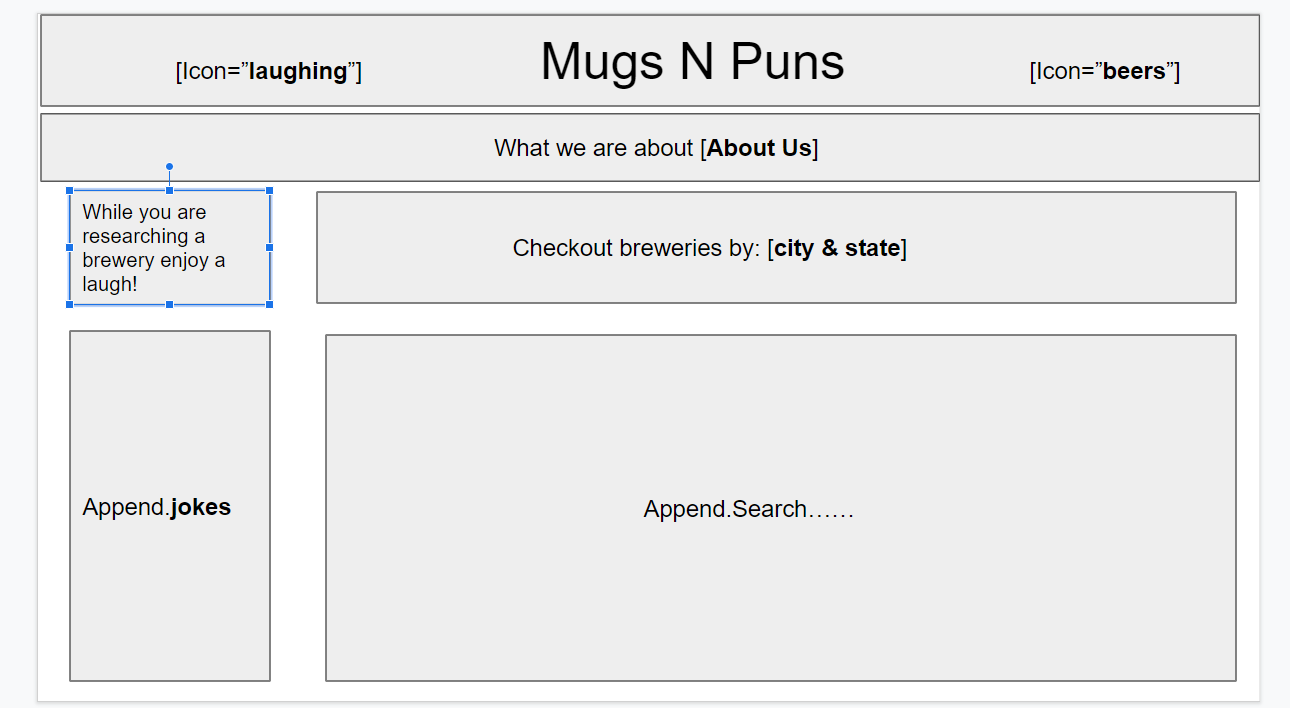 [Icon=”laughing”]
Mugs N Puns
[Icon=”beers”]
What we are about [About Us]
While you are
researching a
brewery enjoy a
laugh!
Checkout breweries by: [city & state]
Append.jokes
Append.Search……